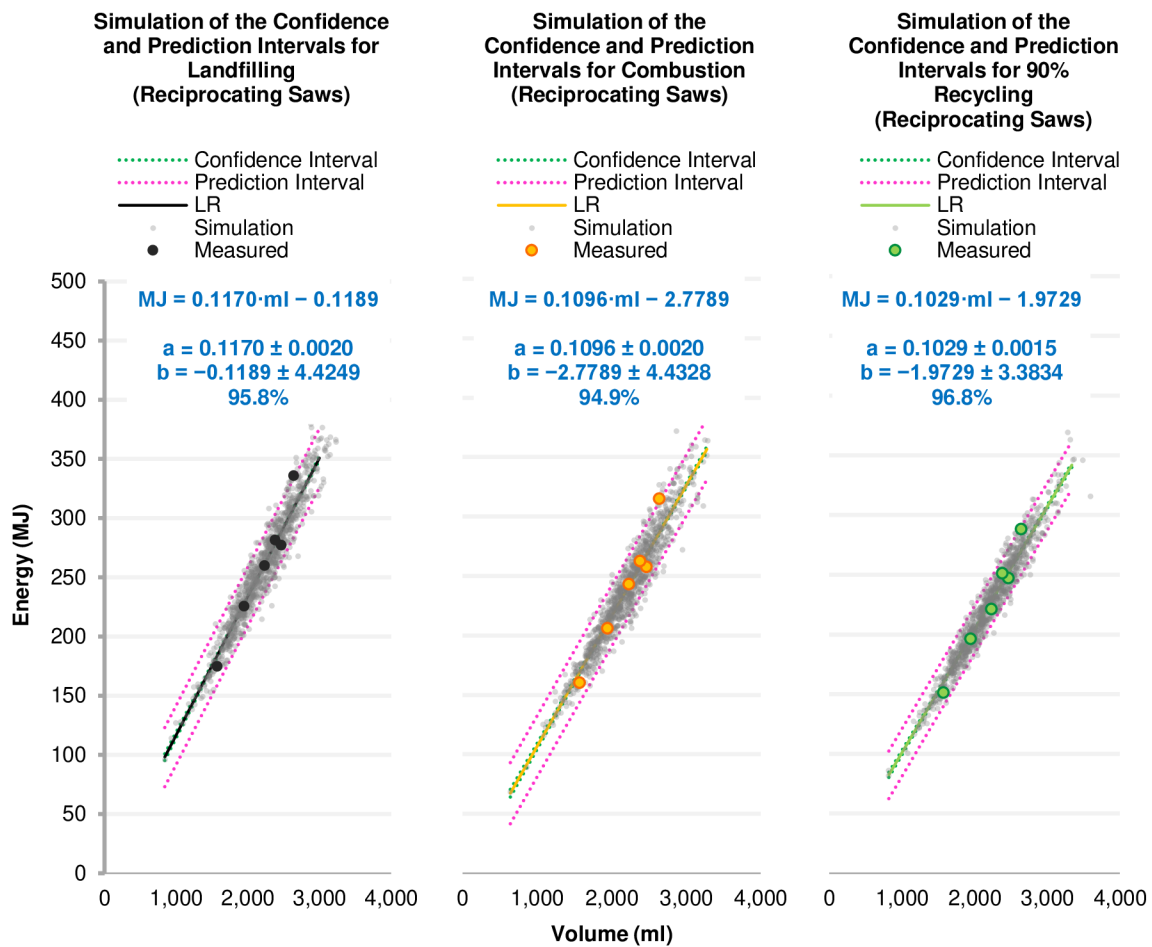 Simulation of the Confidence
and Prediction Intervals for
Landfilling
(Reciprocating Saws)
Confidence Interval
Prediction Interval
LR
Simulation
Measured
MJ = 0.1170·ml − 0.1189
a = 0.1170 ± 0.0020
b = −0.1189 ± 4.4249
95.8%
Simulation of the
Confidence and Prediction
Intervals for Combustion
(Reciprocating Saws)
Confidence Interval
Prediction Interval
LR
Simulation
Measured
MJ = 0.1096·ml − 2.7789
a = 0.1096 ± 0.0020
b = −2.7789 ± 4.4328
94.9%
Simulation of the
Confidence and Prediction
Intervals for 90%
Recycling
(Reciprocating Saws)
Confidence Interval
Prediction Interval
LR
Simulation
Measured
MJ = 0.1029·ml − 1.9729
a = 0.1029 ± 0.0015
b = −1.9729 ± 3.3834
96.8%
Energy (MJ)
500
450
400
350
300
250
200
150
100
50
0
0 1,000 2,000 3,000 4,000
0 1,000 2,000 3,000 4,000
0 1,000 2,000 3,000 4,000
Volume (ml)